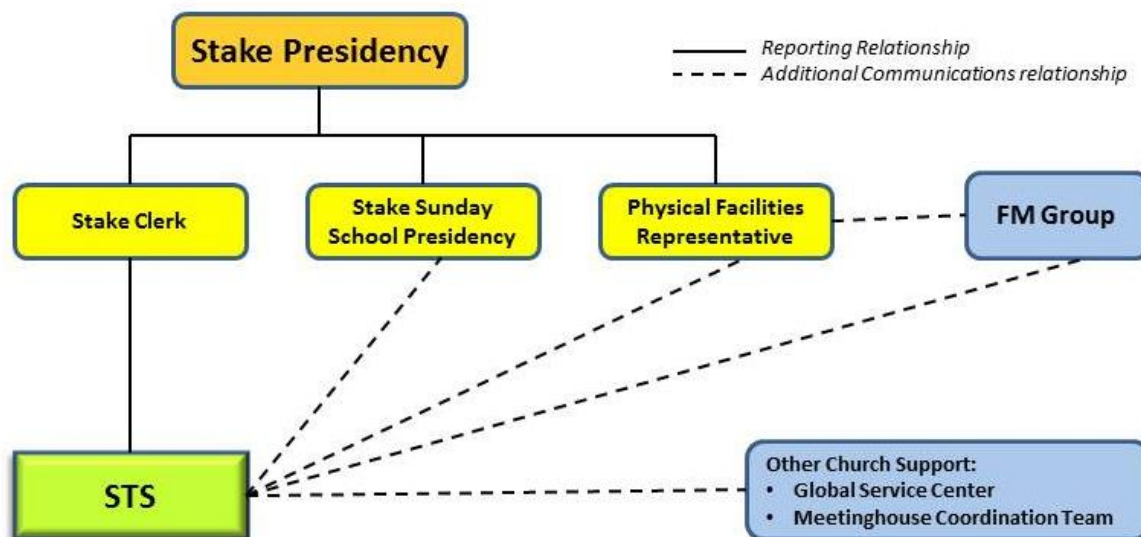 Stake Presidency
Reporting Relationship
Additional Communications relationship
Stake Clerk
Stake Sunday
School Presidency
Physical Facilities
Representative
FM Group
STS
Other Church Support:
• Global Service Center
• Meetinghouse Coordination Team